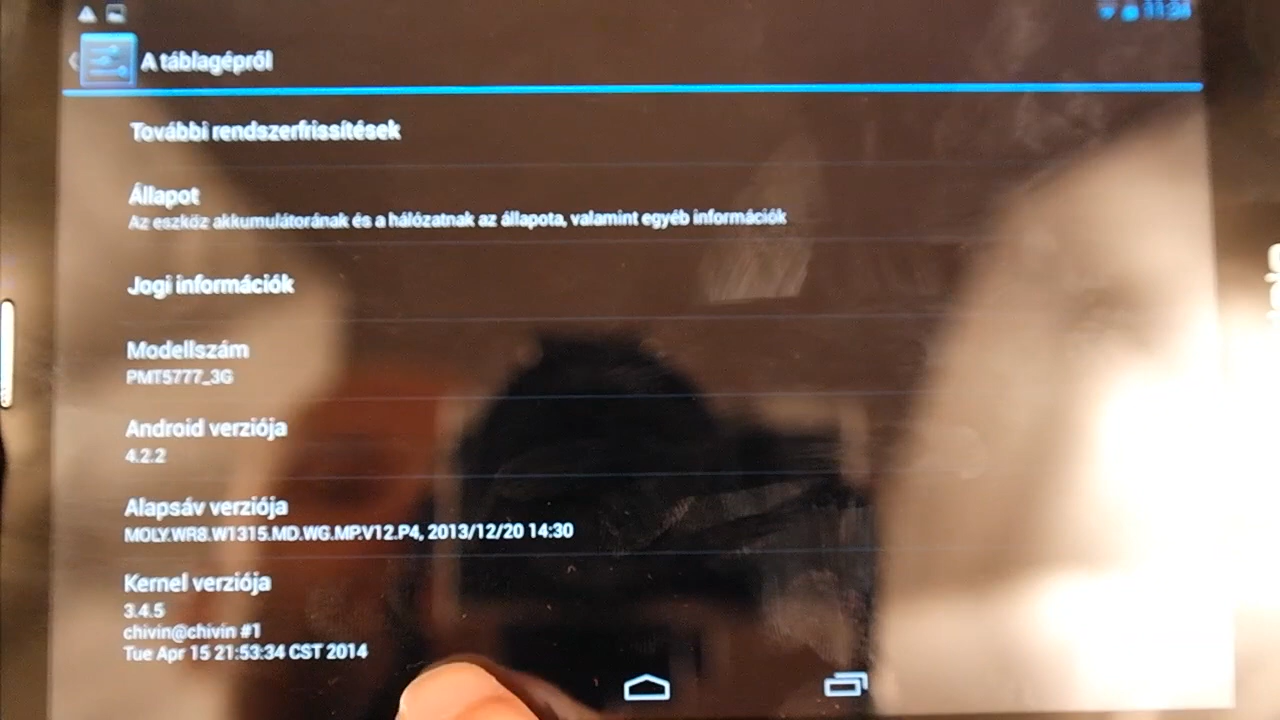 11:34
A táblagépről
További rendszerfrissítések
Állapot
Az eszköz akkumulátorának és a hálózatnak az állapota, valamint egyéb információk
Jogi információk
Modellszám
PMT5777_3G
Android verziója
4.2.2
Alapsáv verziója
MOLY.WR8.W1315.MD.WG.MP.V12.P4, 2013/12/20 14:30
Kernel verziója
3.4.5
chivin@chivin #1
Tue Apr 15 21:53:34 CST 2014